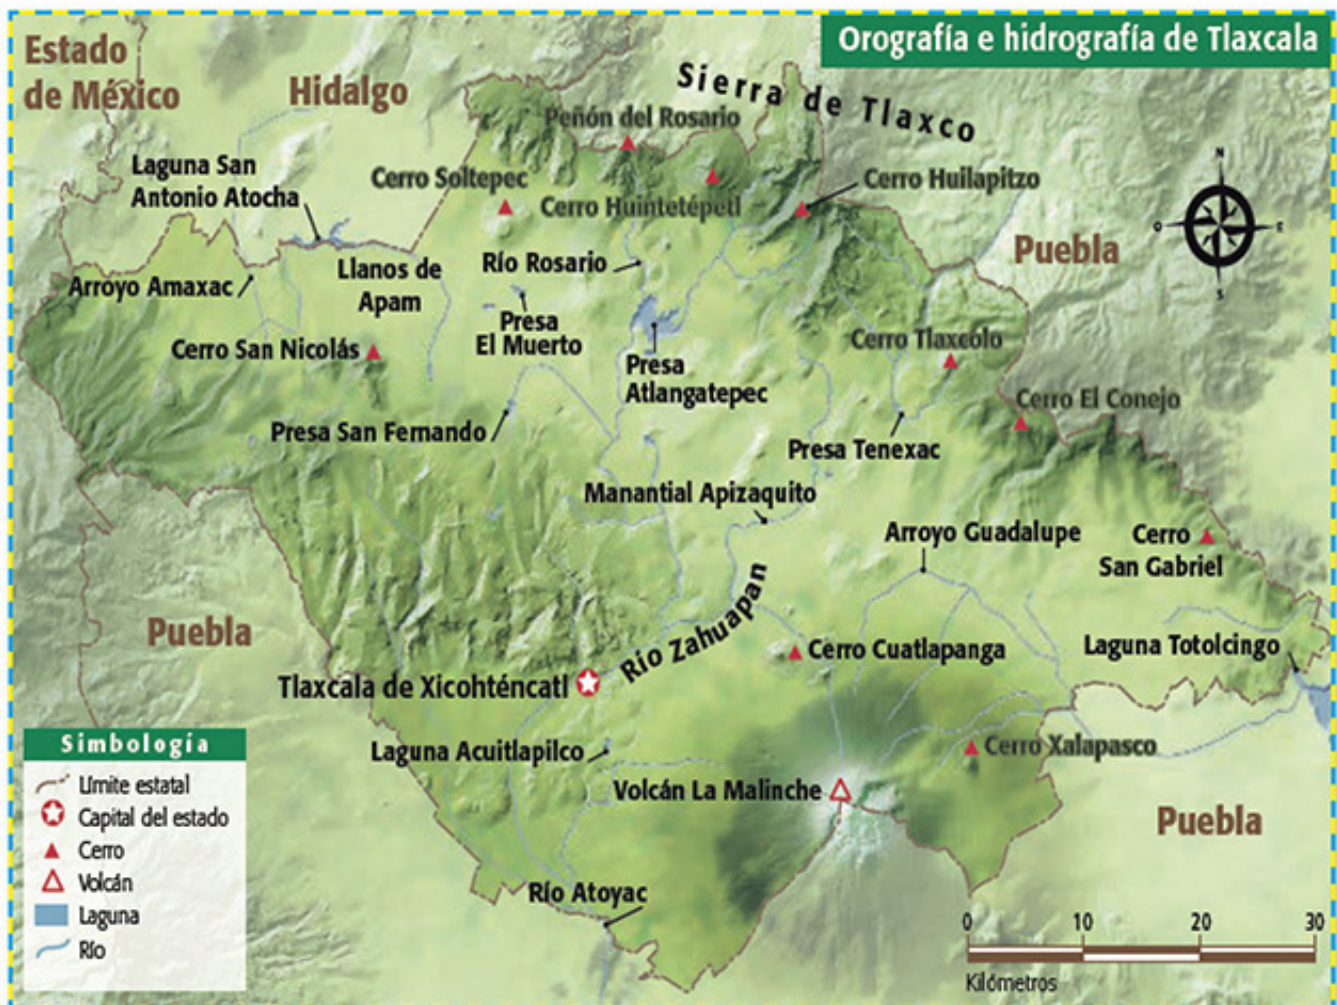 Orografía e hidrografía de Tlaxcala
Estado
de México
Hidalgo
Sierra de Tlaxco
Peñón del Rosario
Laguna San
Antonio Atocha
Cerro Soltepec
Cerro Huintetépetl
Cerro Huilapitzo
N
O
E
S
Puebla
Arroyo Amaxac
Llanos de
Apam
Río Rosario
Presa
El Muerto
Cerro San Nicolás
Presa
Atlangatepec
Cerro Tlaxcolo
Cerro El Conejo
Presa San Fernando
Presa Tenexac
Manantial Apizaquito
Arroyo Guadalupe
Cerro
San Gabriel
Puebla
Río Zahuapan
Cerro Cuatlapanga
Laguna Totolcingo
Tlaxcala de Xicohténcatl
Laguna Acuitlapilco
Cerro Xalapasco
Volcán La Malinche
Puebla
Río Atoyac
Simbología
Límite estatal
Capital del estado
Cerro
Volcán
Laguna
Río
0 10 20 30
Kilómetros